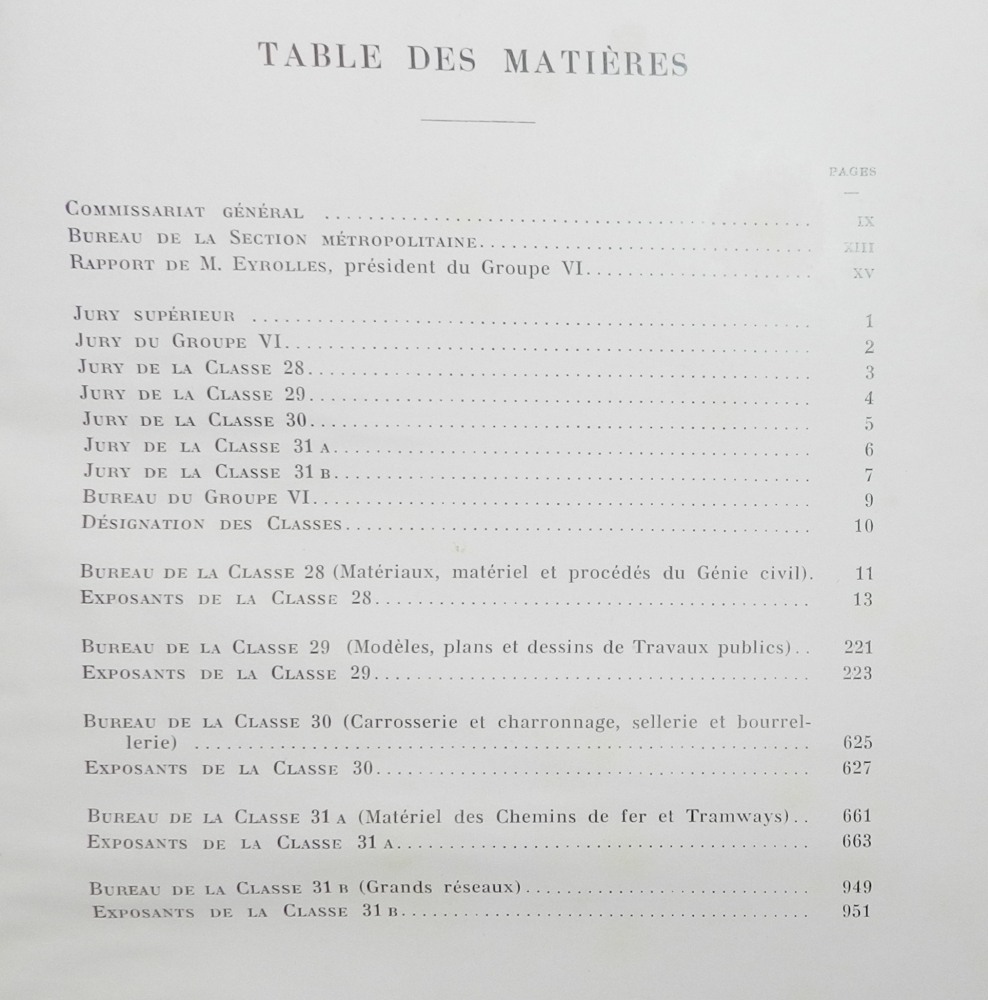 TABLE DES MATIÈRES
PAGES
COMMISSARIAT GÉNÉRAL ........ IX
BUREAU DE LA SECTION MÉTROPOLITAINE........ XIII
RAPPORT DE M. EYROLLES, président du Groupe VI........ XV
JURY SUPÉRIEUR ........ 1
JURY DU GROUPE VI........ 2
JURY DE LA CLASSE 28........ 3
JURY DE LA CLASSE 29........ 4
JURY DE LA CLASSE 30........ 5
JURY DE LA CLASSE 31 A........ 6
JURY DE LA CLASSE 31 B........ 7
BUREAU DU GROUPE VI........ 9
DÉSIGNATION DES CLASSES........ 10
BUREAU DE LA CLASSE 28 (Matériaux, matériel et procédés du Génie civil). 11
EXPOSANTS DE LA CLASSE 28........ 13
BUREAU DE LA CLASSE 29 (Modèles, plans et dessins de Travaux publics).. 221
EXPOSANTS DE LA CLASSE 29........ 223
BUREAU DE LA CLASSE 30 (Carrosserie et charronnage, sellerie et bourrel-
lerie) ........ 625
EXPOSANTS DE LA CLASSE 30........ 627
BUREAU DE LA CLASSE 31 A (Matériel des Chemins de fer et Tramways).. 661
EXPOSANTS DE LA CLASSE 31 A........ 663
BUREAU DE LA CLASSE 31 B (Grands réseaux)........ 949
EXPOSANTS DE LA CLASSE 31 B........ 951